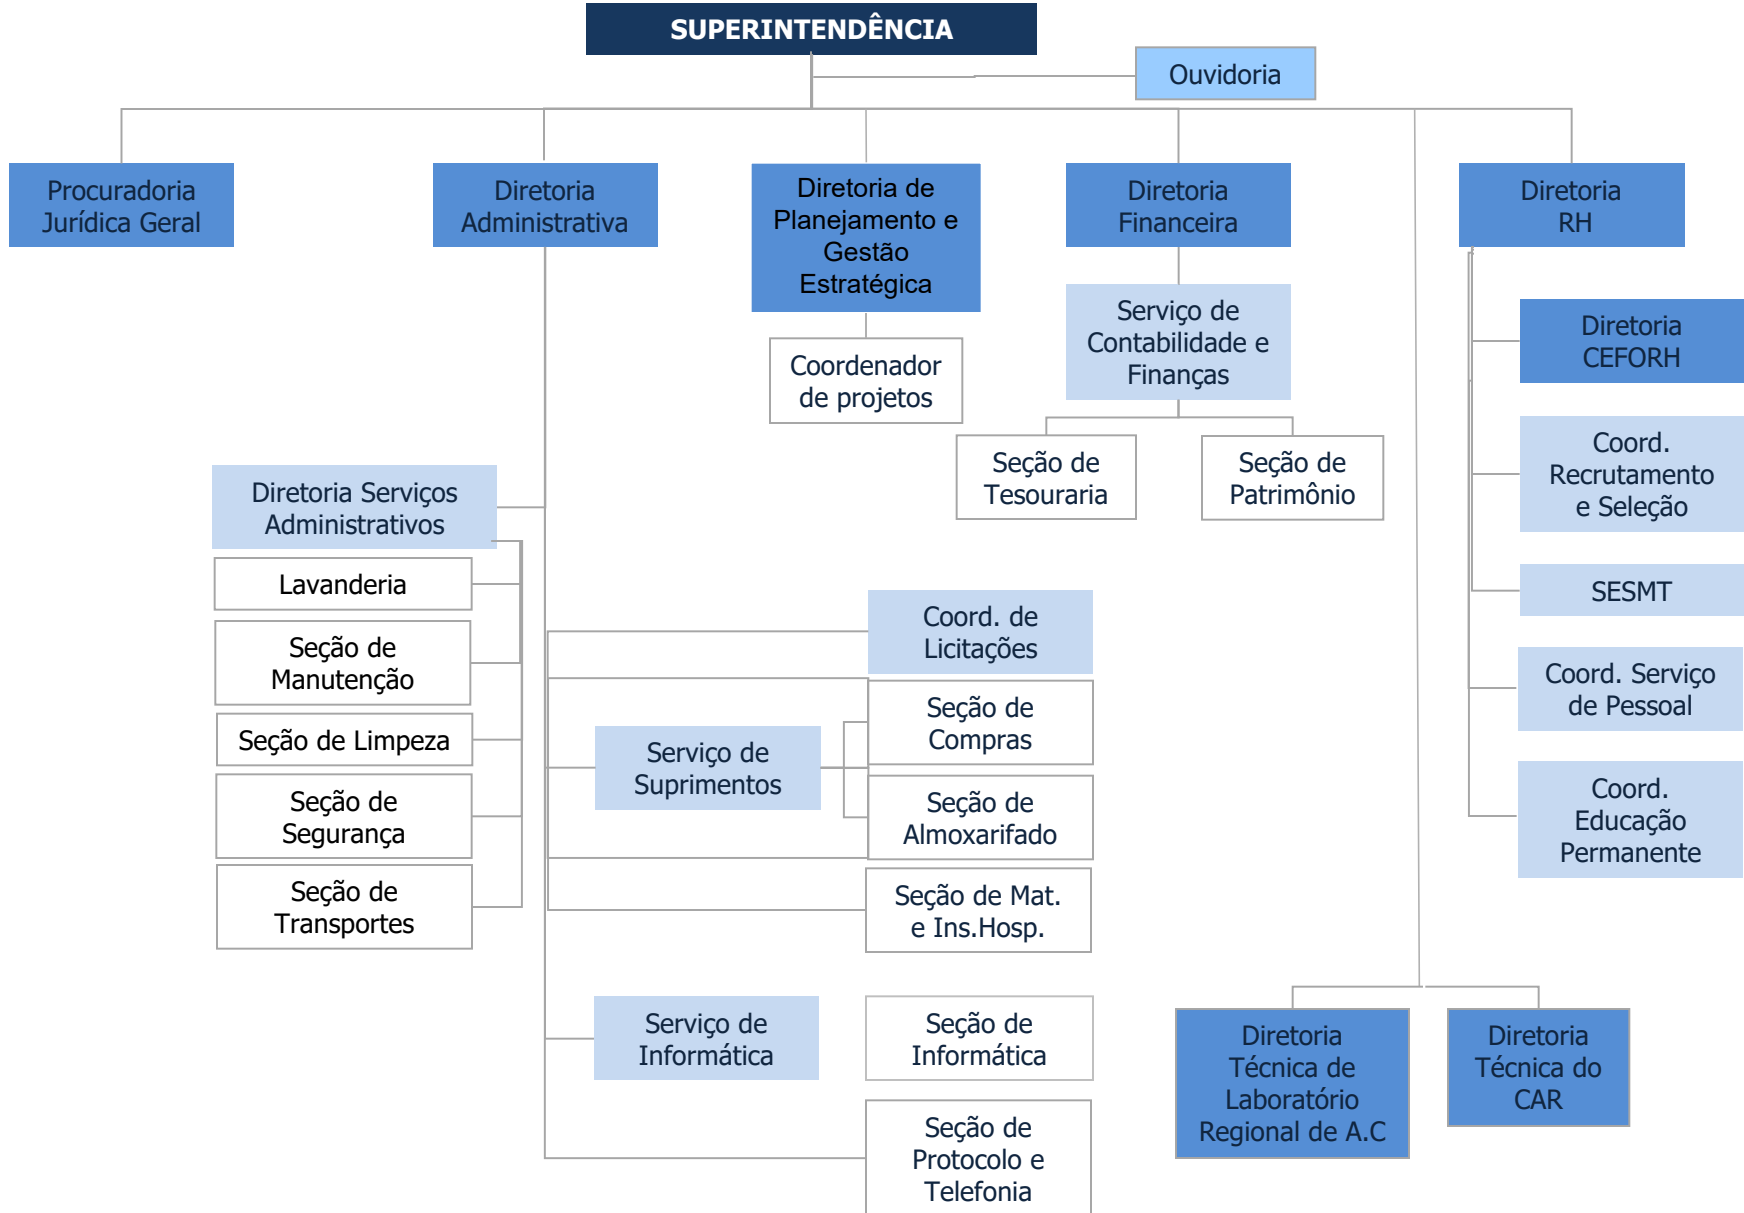 SUPERINTENDÊNCIA
Ouvidoria
Procuradoria
Jurídica Geral
Diretoria
Administrativa
Diretoria de
Planejamento e
Gestão
Estratégica
Diretoria
Financeira
Diretoria
RH
Coordenador
de projetos
Serviço de
Contabilidade e
Finanças
Seção de
Tesouraria
Seção de
Patrimônio
Diretoria
CEFORH
Coord.
Recrutamento
e Seleção
SESMT
Coord. Serviço
de Pessoal
Coord.
Educação
Permanente
Diretoria Serviços
Administrativos
Lavanderia
Seção de
Manutenção
Seção de Limpeza
Seção de
Segurança
Seção de
Transportes
Coord. de
Licitações
Serviço de
Suprimentos
Seção de
Compras
Seção de
Almoxarifado
Seção de Mat.
e Ins.Hosp.
Serviço de
Informática
Seção de
Informática
Seção de
Protocolo e
Telefonia
Diretoria
Técnica de
Laboratório
Regional de A.C
Diretoria
Técnica do
CAR